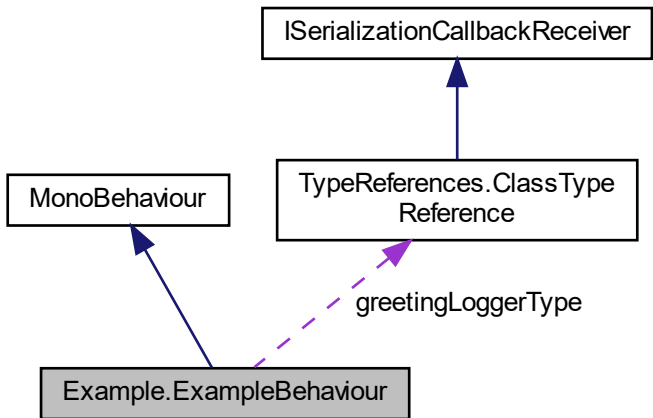 ISerializationCallbackReceiver
MonoBehaviour
TypeReferences.ClassType
Reference
greetingLoggerType
Example.ExampleBehaviour